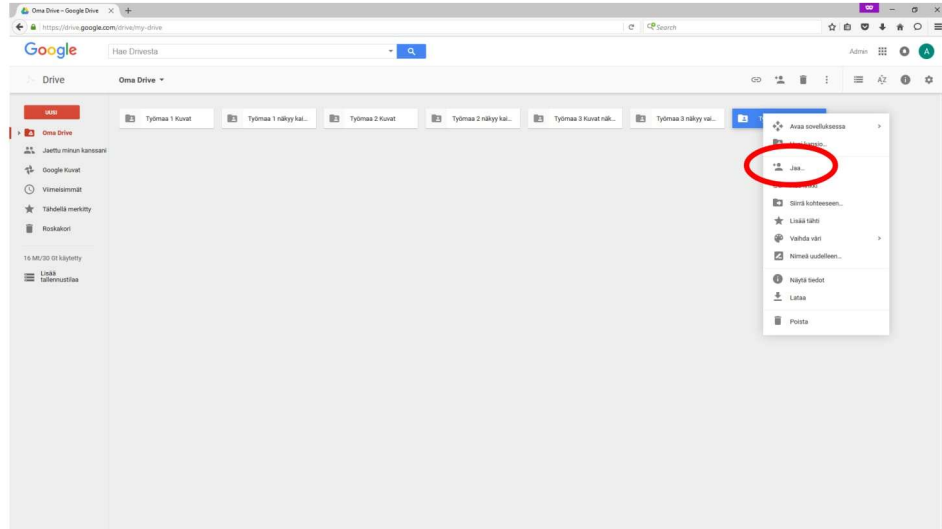 Oma Drive – Google Drive
https://drive.google.com/drive/my-drive
Search
Google
Hae Drivesta
Admin
A
Drive
Oma Drive
UUSI
Oma Drive
Jaettu minun kanssani
Google Kuvat
Viimeisimmät
Tähdellä merkitty
Roskakori
16 Mt/30 Gt käytetty
Lisää
tallennustilaa
Työmaa 1 Kuvat
Työmaa 1 näkyy kai...
Työmaa 2 Kuvat
Työmaa 2 näkyy kai...
Työmaa 3 Kuvat näk...
Työmaa 3 näkyy vai...
Avaa sovelluksessa
Jaa...
Siirrä kohteeseen...
Lisää tähti
Vaihda väri
Nimeä uudelleen...
Näytä tiedot
Lataa
Poista